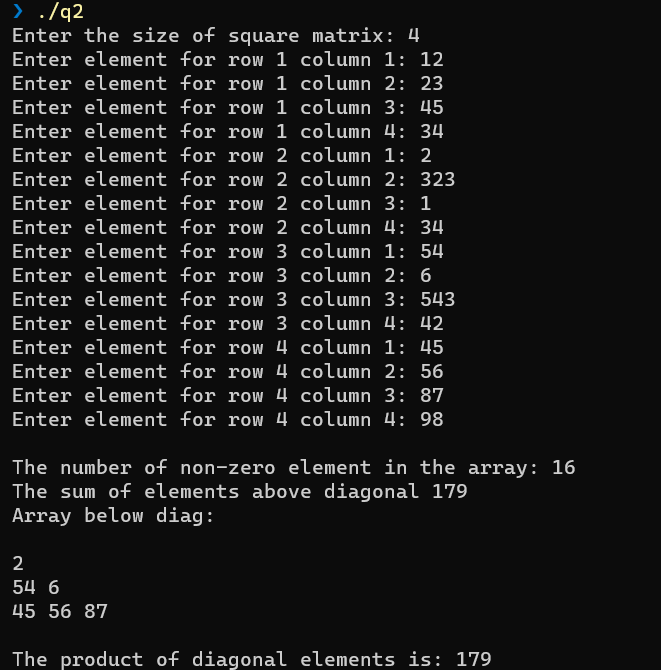 ❯ ./q2
Enter the size of square matrix: 4
Enter element for row 1 column 1: 12
Enter element for row 1 column 2: 23
Enter element for row 1 column 3: 45
Enter element for row 1 column 4: 34
Enter element for row 2 column 1: 2
Enter element for row 2 column 2: 323
Enter element for row 2 column 3: 1
Enter element for row 2 column 4: 34
Enter element for row 3 column 1: 54
Enter element for row 3 column 2: 6
Enter element for row 3 column 3: 543
Enter element for row 3 column 4: 42
Enter element for row 4 column 1: 45
Enter element for row 4 column 2: 56
Enter element for row 4 column 3: 87
Enter element for row 4 column 4: 98
The number of non-zero element in the array: 16
The sum of elements above diagonal 179
Array below diag:
2
54 6
45 56 87
The product of diagonal elements is: 179